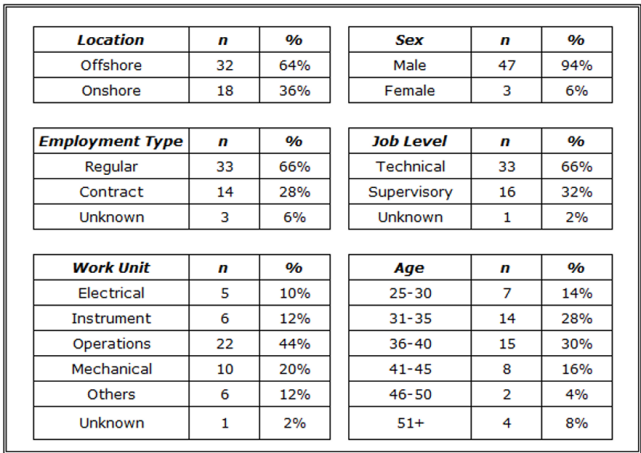 Location n %
Offshore 32 64%
Onshore 18 36%
Sex n %
Male 47 94%
Female 3 6%
Employment Type n %
Regular 33 66%
Contract 14 28%
Unknown 3 6%
Job Level n %
Technical 33 66%
Supervisory 16 32%
Unknown 1 2%
Work Unit n %
Electrical 5 10%
Instrument 6 12%
Operations 22 44%
Mechanical 10 20%
Others 6 12%
Unknown 1 2%
Age n %
25-30 7 14%
31-35 14 28%
36-40 15 30%
41-45 8 16%
46-50 2 4%
51+ 4 8%